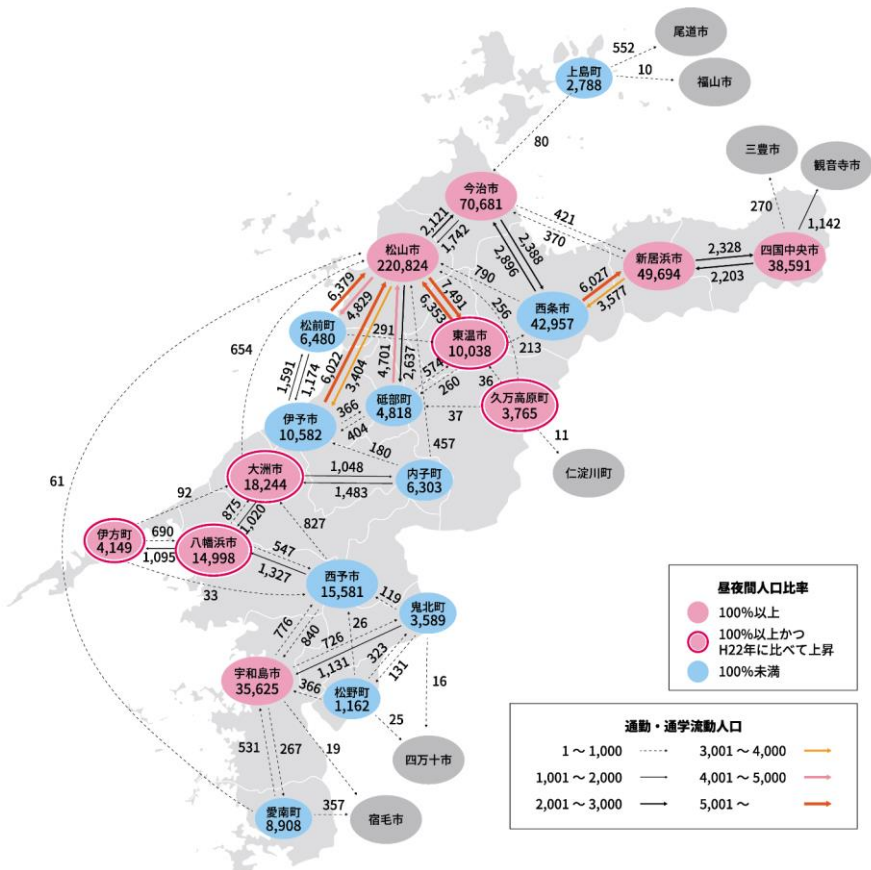 552
尾道市
上島町
2,788
10
福山市
80
三豊市
観音寺市
今治市
70,681
421
370
270
1,142
2,121
1,742
松山市
220,824
2,388
2,896
新居浜市
49,694
2,328
2,203
四国中央市
38,591
790
6,027
3,577
西条市
42,957
6,379
4,829
7,491
6,353
256
松前町
6,480
291
東温市
10,038
213
654
1,591
1,174
6,022
3,404
4,701
2,637
574
260
36
久万高原町
3,765
366
404
砥部町
4,818
37
伊予市
10,582
180
457
11
仁淀川町
大洲市
18,244
1,048
1,483
内子町
6,303
61
92
875
1,020
827
伊方町
4,149
690
1,095
八幡浜市
14,998
547
1,327
33
西予市
15,581
119
鬼北町
3,589
776
840
726
26
1,131
323
131
宇和島市
35,625
366
松野町
1,162
16
25
531
267
19
四万十市
愛南町
8,908
357
宿毛市
昼夜間人口比率
100%以上
100%以上かつ
H22年に比べて上昇
100%未満
通勤・通学流動人口
1～1,000
3,001～4,000
1,001～2,000
4,001～5,000
2,001～3,000
5,001～